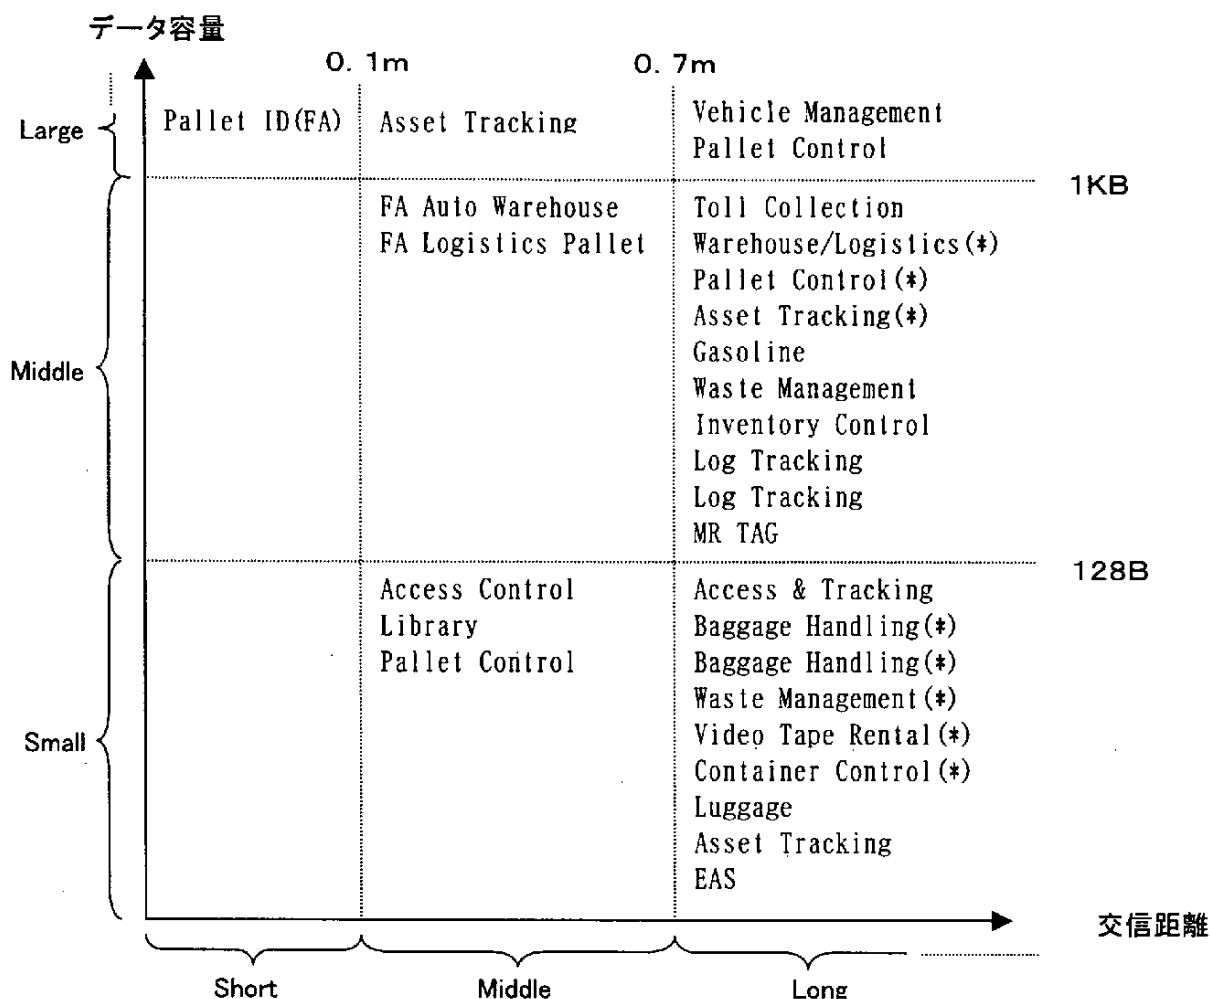 データ容量
0.1m
0.7m
Large
Pallet ID(FA)
Asset Tracking
Vehicle Management
Pallet Control
1KB
Middle
FA Auto Warehouse
FA Logistics Pallet
Toll Collection
Warehouse/Logistics(*)
Pallet Control(*)
Asset Tracking(*)
Gasoline
Waste Management
Inventory Control
Log Tracking
Log Tracking
MR TAG
128B
Small
Access Control
Library
Pallet Control
Access & Tracking
Baggage Handling(*)
Baggage Handling(*)
Waste Management(*)
Video Tape Rental(*)
Container Control(*)
Luggage
Asset Tracking
EAS
交信距離
Short
Middle
Long